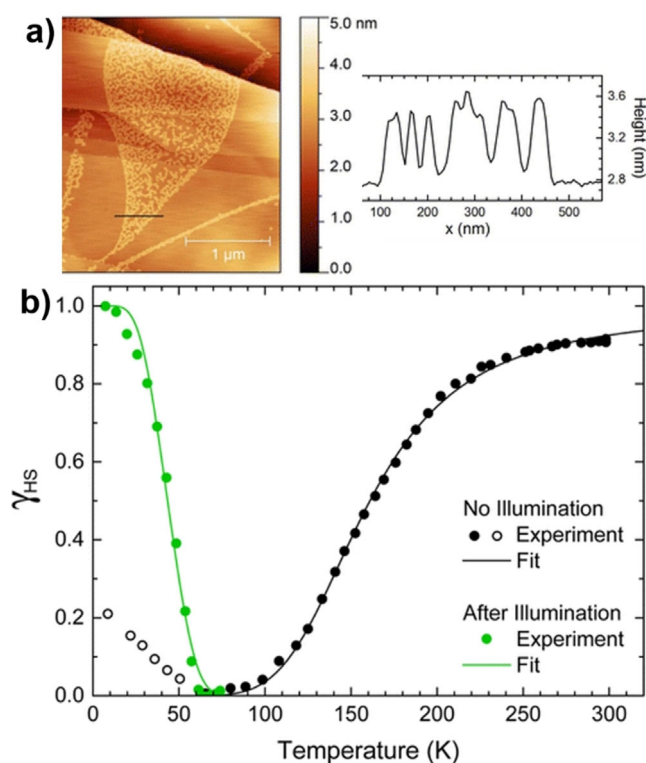 a)
5.0 nm
4.0
3.0
2.0
1.0
0.0
1 µm
3.6
3.2
2.8
Height (nm)
100 200 300 400 500
x (nm)
b)
1.0
0.8
0.6
0.4
0.2
0.0
γHS
No Illumination
Experiment
Fit
After Illumination
Experiment
Fit
0 50 100 150 200 250 300
Temperature (K)